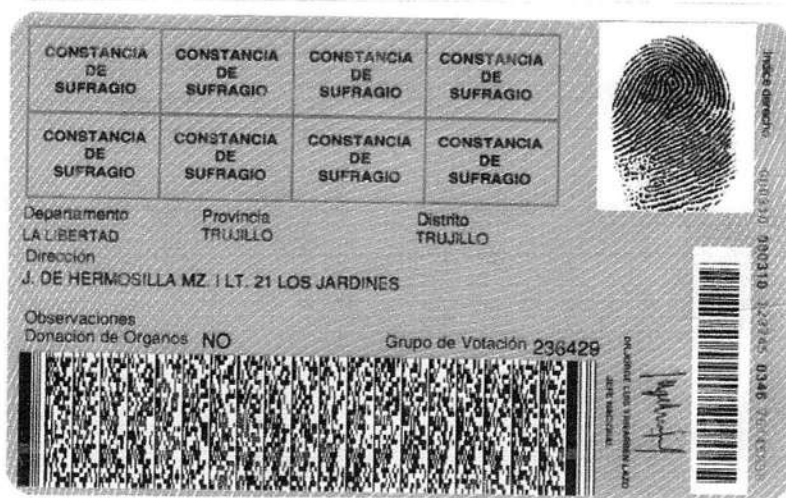 CONSTANCIA DE SUFRAGIO
CONSTANCIA DE SUFRAGIO
CONSTANCIA DE SUFRAGIO
CONSTANCIA DE SUFRAGIO
CONSTANCIA DE SUFRAGIO
CONSTANCIA DE SUFRAGIO
CONSTANCIA DE SUFRAGIO
CONSTANCIA DE SUFRAGIO
Indice derecho
Departamento Provincia Distrito
LA LIBERTAD TRUJILLO TRUJILLO
Dirección
J. DE HERMOSILLA MZ. I LT. 21 LOS JARDINES
Observaciones
Donación de Organos NO Grupo de Votación 236429
JEFE NACIONAL